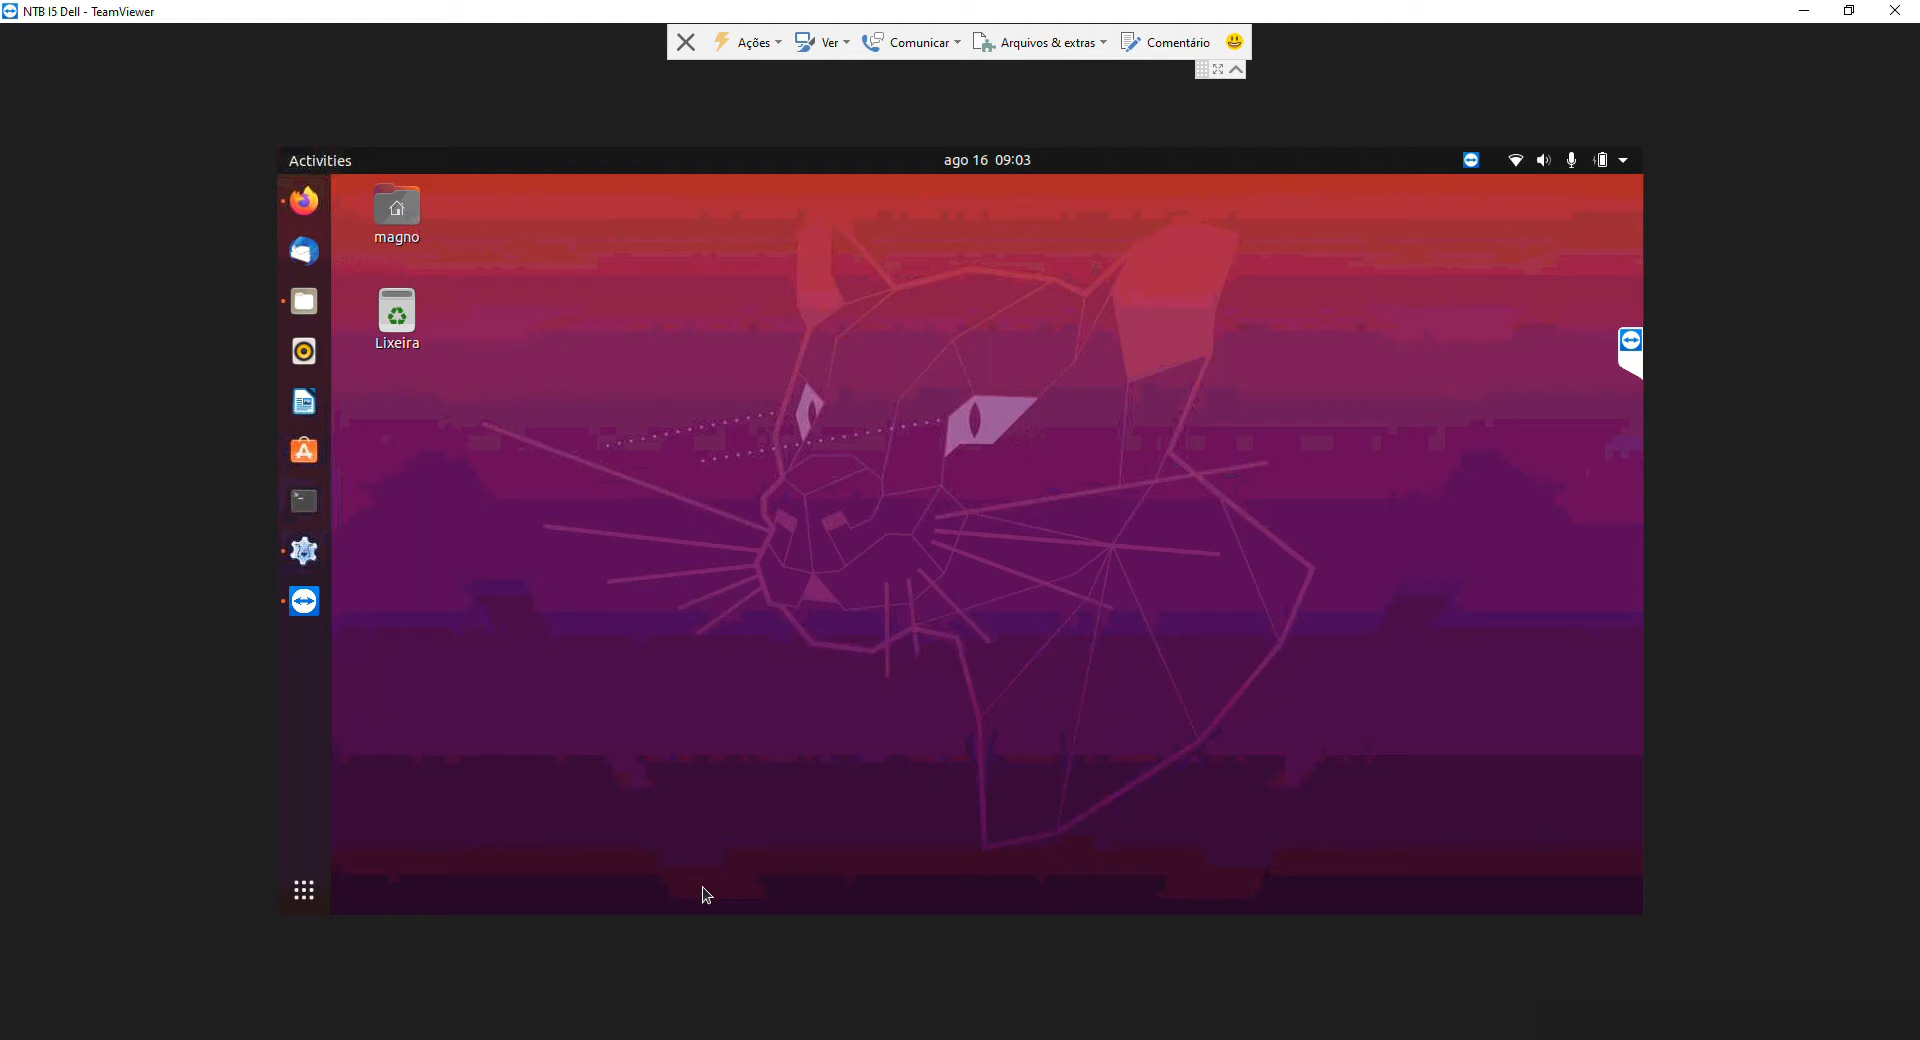 NTB I5 Dell - TeamViewer
Ações Ver Comunicar Arquivos & extras Comentário
Activities
ago 16 09:03
magno
Lixeira